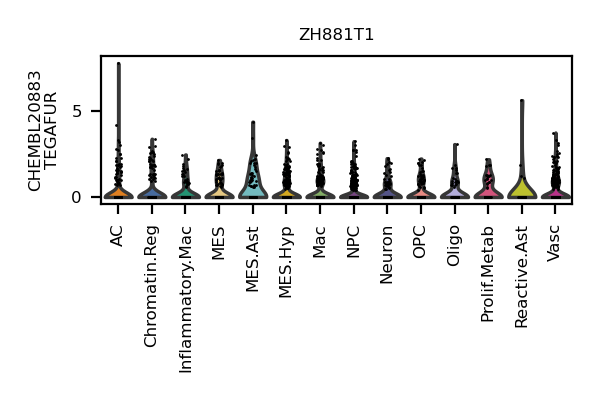 ZH881T1
CHEMBL20883
TEGAFUR
5
0
AC
Chromatin.Reg
Inflammatory.Mac
MES
MES.Ast
MES.Hyp
Mac
NPC
Neuron
OPC
Oligo
Prolif.Metab
Reactive.Ast
Vasc